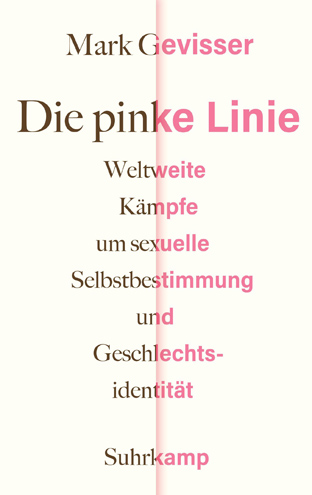 Mark Gevisser
Die pinke Linie
Weltweite
Kämpfe
um sexuelle
Selbstbestimmung
und
Geschlechts-
identität
Suhrkamp